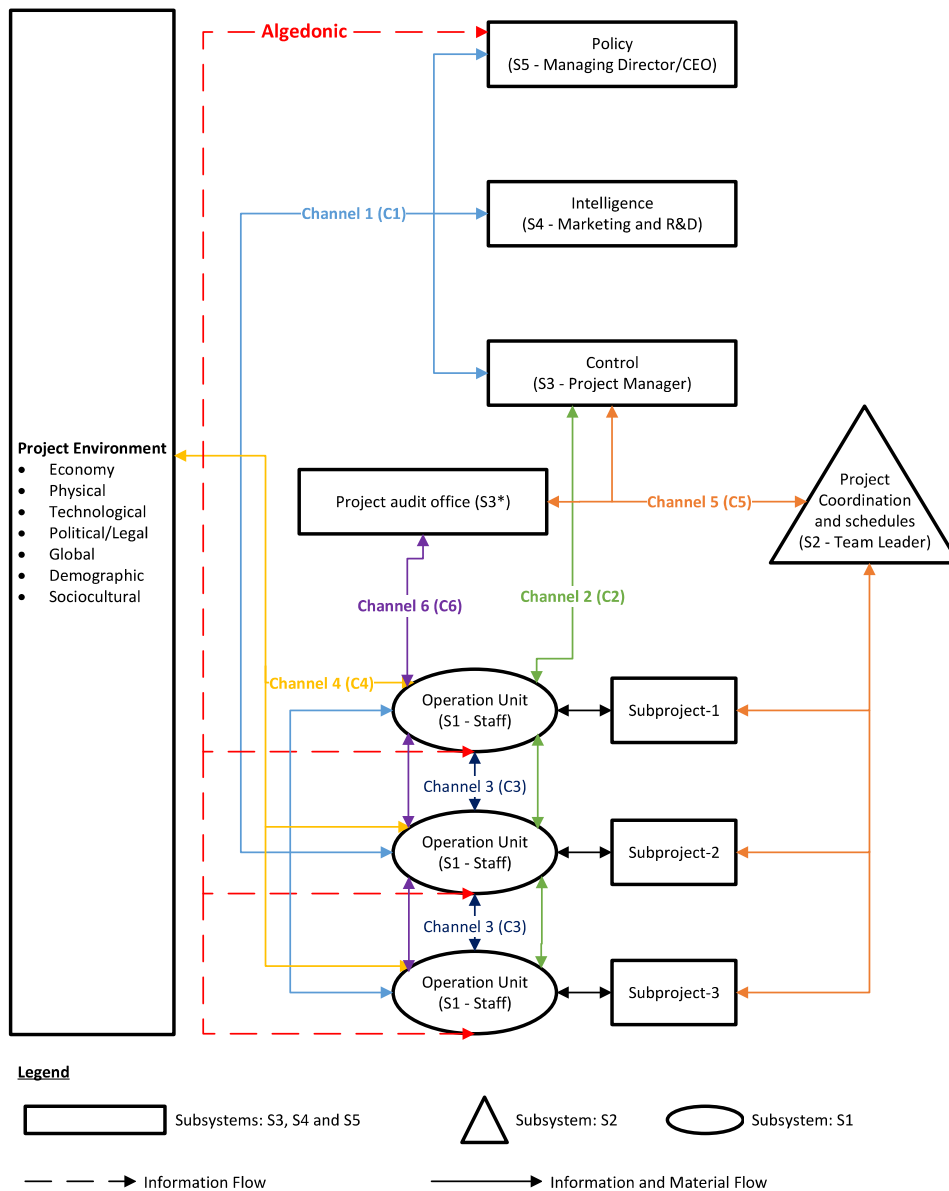 Algedonic
Policy
(S5 - Managing Director/CEO)
Channel 1 (C1)
Intelligence
(S4 - Marketing and R&D)
Control
(S3 - Project Manager)
Project Environment
• Economy
• Physical
• Technological
• Political/Legal
• Global
• Demographic
• Sociocultural
Project audit office (S3*)
Channel 5 (C5)
Project
Coordination
and schedules
(S2 - Team Leader)
Channel 6 (C6)
Channel 2 (C2)
Channel 4 (C4)
Operation Unit
(S1 - Staff)
Subproject-1
Channel 3 (C3)
Operation Unit
(S1 - Staff)
Subproject-2
Channel 3 (C3)
Operation Unit
(S1 - Staff)
Subproject-3
Legend
Subsystems: S3, S4 and S5
Subsystem: S2
Subsystem: S1
Information Flow
Information and Material Flow